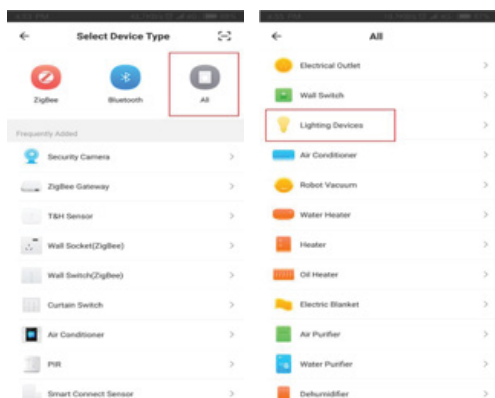 Select Device Type
ZigBee
Bluetooth
All
Frequently Added
Security Camera
ZigBee Gateway
T&H Sensor
Wall Socket(ZigBee)
Wall Switch(ZigBee)
Curtain Switch
Air Conditioner
PIR
Smart Connect Sensor
All
Electrical Outlet
Wall Switch
Lighting Devices
Air Conditioner
Robot Vacuum
Water Heater
Heater
Oil Heater
Electric Blanket
Air Purifier
Water Purifier
Dehumidifier